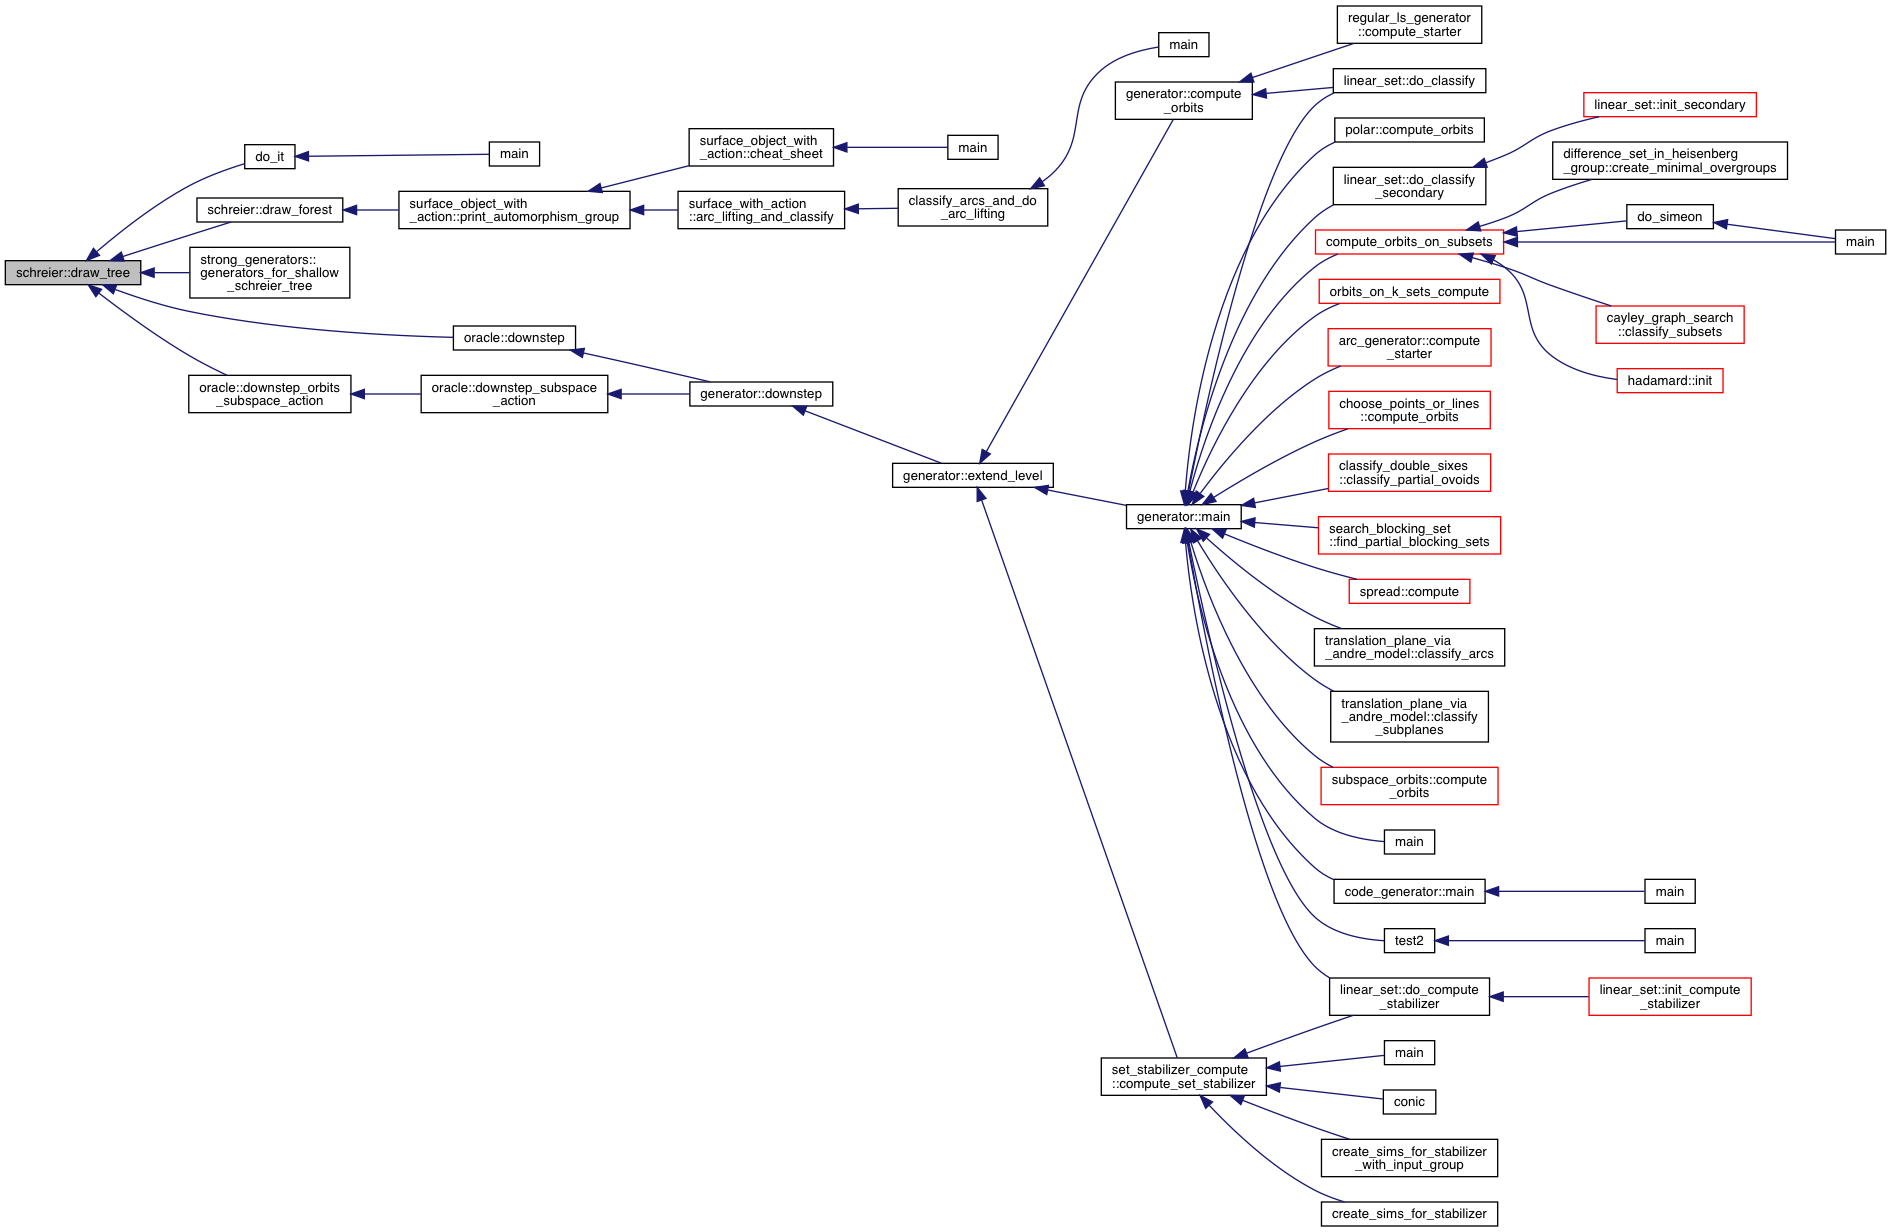 schreier::draw_tree
do_it
main
schreier::draw_forest
strong_generators::
generators_for_shallow
_schreier_tree
oracle::downstep
oracle::downstep_orbits
_subspace_action
oracle::downstep_subspace
_action
surface_object_with
_action::print_automorphism_group
surface_object_with
_action::cheat_sheet
main
surface_with_action
::arc_lifting_and_classify
classify_arcs_and_do
_arc_lifting
main
generator::downstep
generator::extend_level
generator::compute
_orbits
regular_ls_generator
::compute_starter
linear_set::do_classify
generator::main
polar::compute_orbits
linear_set::do_classify
_secondary
linear_set::init_secondary
compute_orbits_on_subsets
difference_set_in_heisenberg
_group::create_minimal_overgroups
do_simeon
main
cayley_graph_search
::classify_subsets
hadamard::init
orbits_on_k_sets_compute
arc_generator::compute
_starter
choose_points_or_lines
::compute_orbits
classify_double_sixes
::classify_partial_ovoids
search_blocking_set
::find_partial_blocking_sets
spread::compute
translation_plane_via
_andre_model::classify_arcs
translation_plane_via
_andre_model::classify
_subplanes
subspace_orbits::compute
_orbits
main
code_generator::main
main
test2
main
linear_set::do_compute
_stabilizer
linear_set::init_compute
_stabilizer
set_stabilizer_compute
::compute_set_stabilizer
main
conic
create_sims_for_stabilizer
_with_input_group
create_sims_for_stabilizer